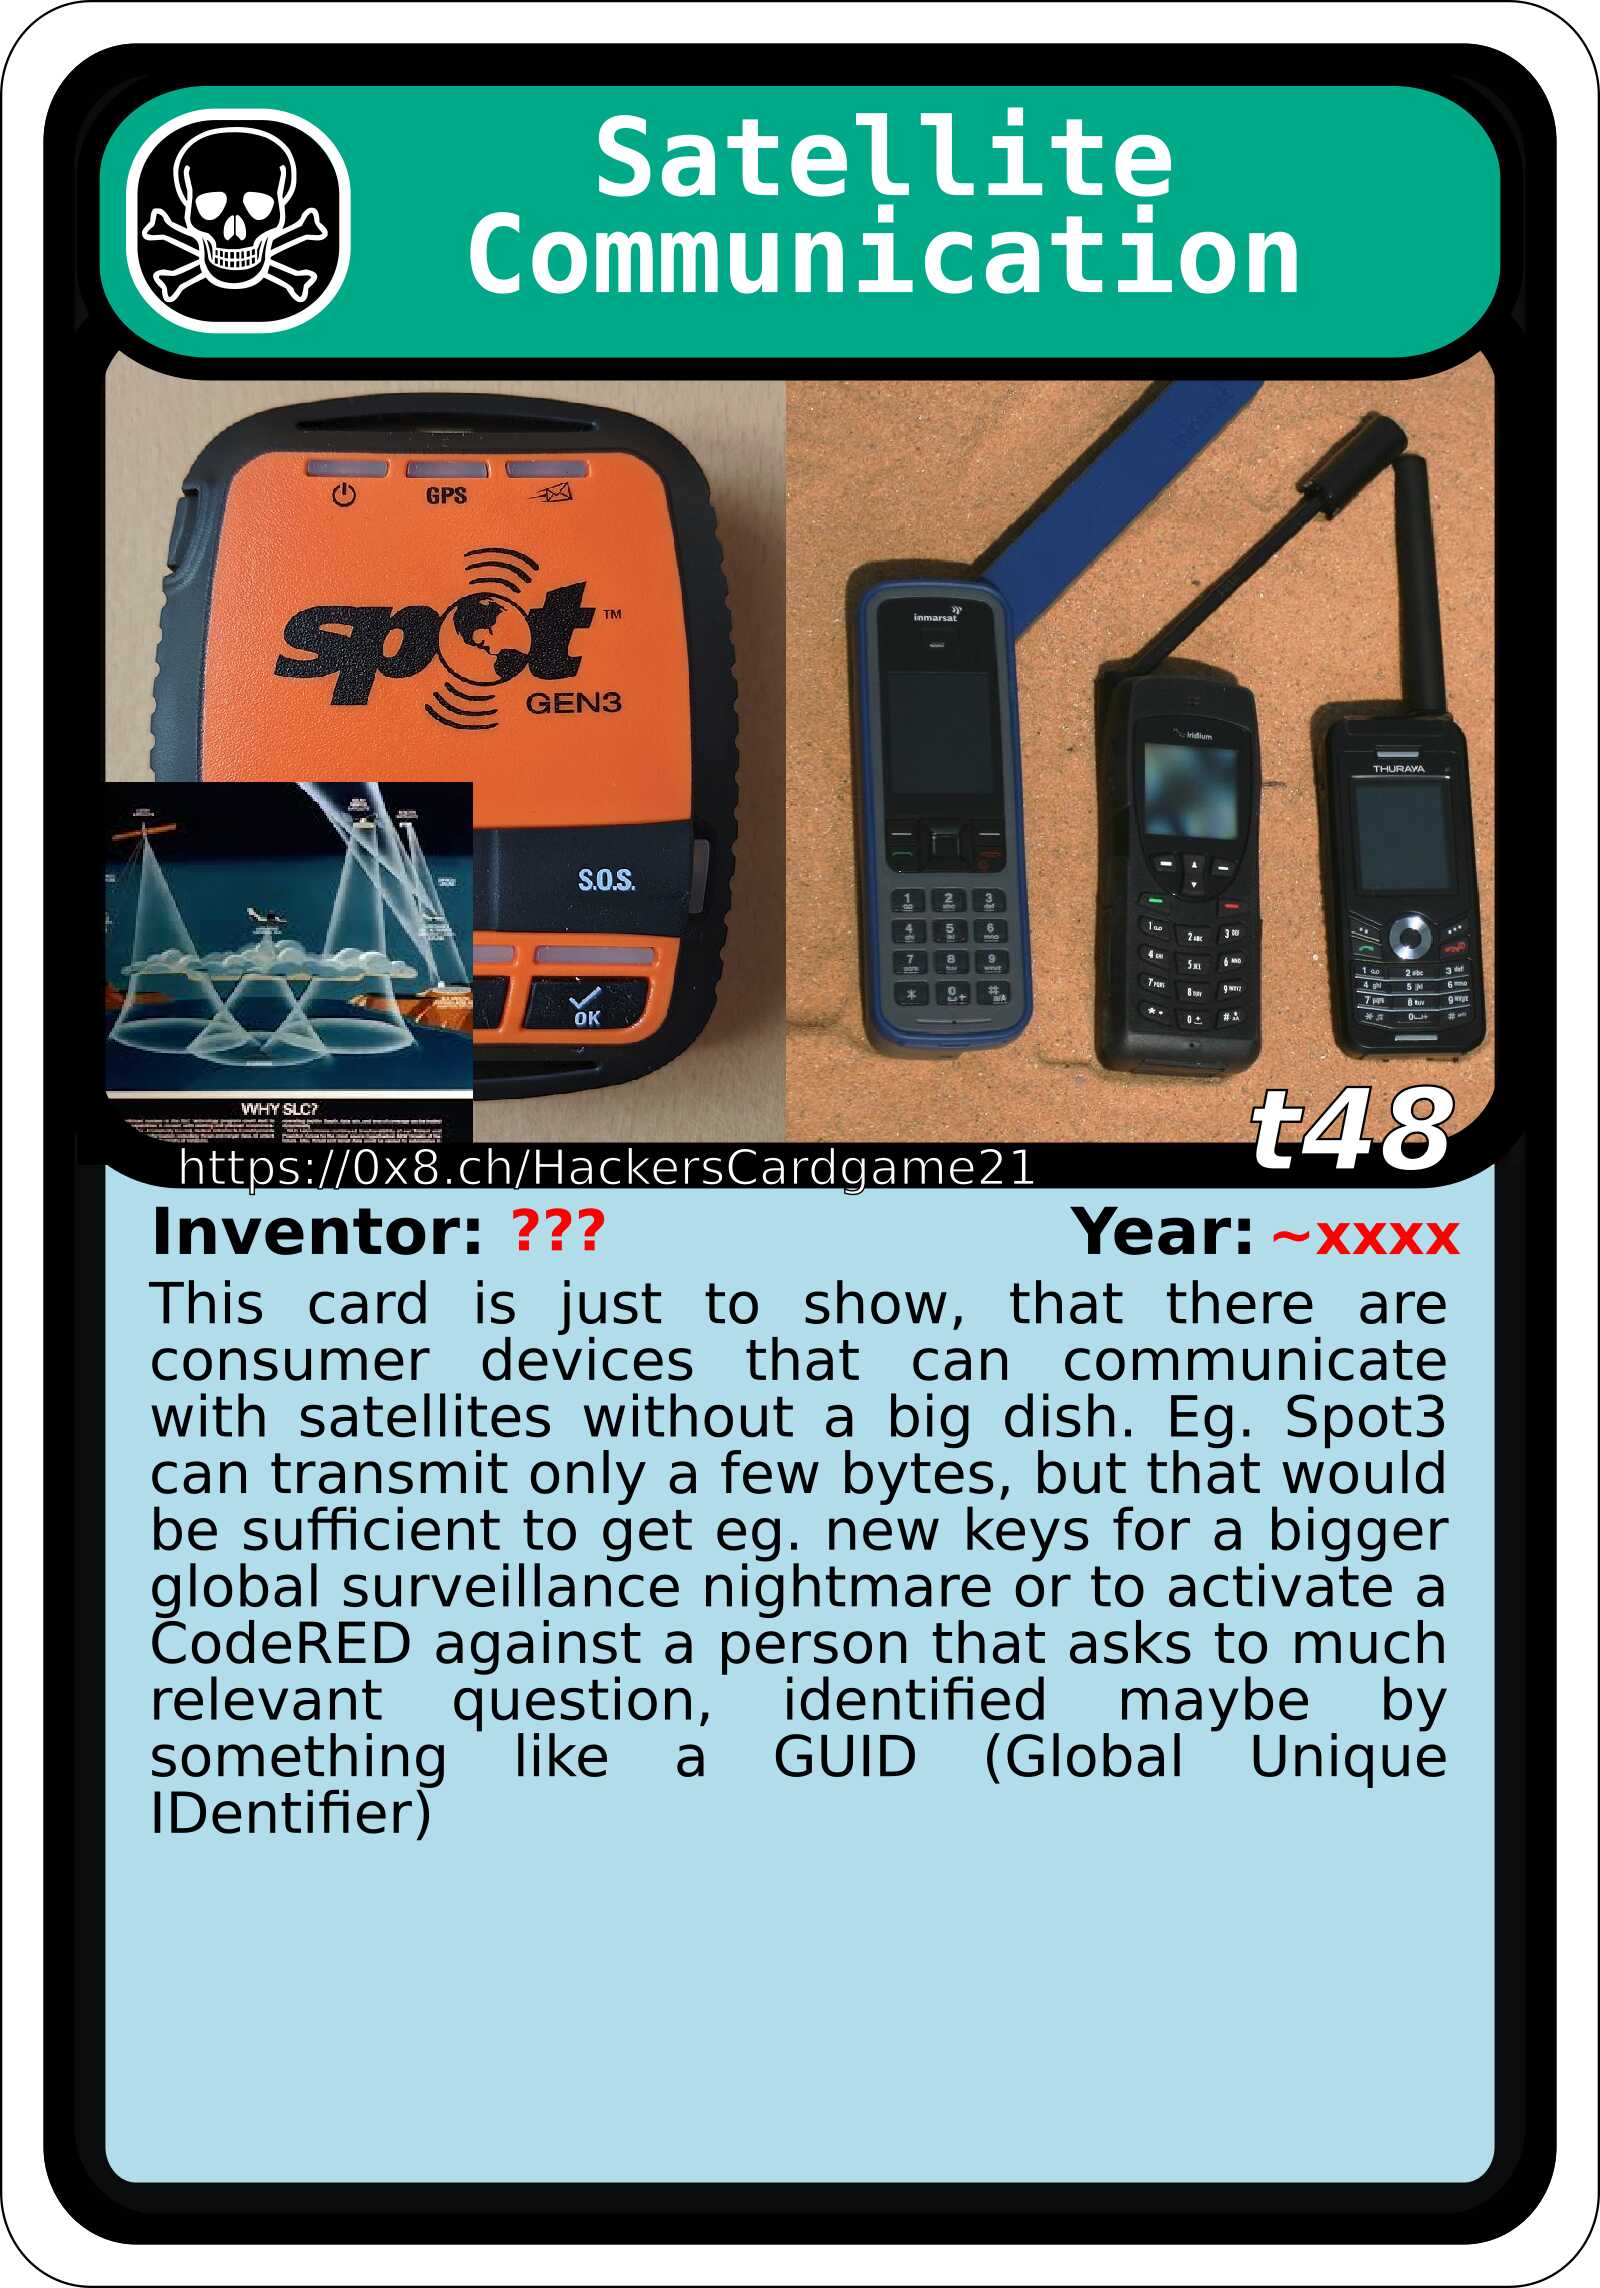 Satellite
Communication
GPS
spot™
GEN3
S.O.S.
OK
inmarsat
iridium
THURAYA
WHY SLC?
t48
https://0x8.ch/HackersCardgame21
Inventor: ???
Year: ~xxxx
This card is just to show, that there are
consumer devices that can communicate
with satellites without a big dish. Eg. Spot3
can transmit only a few bytes, but that would
be sufficient to get eg. new keys for a bigger
global surveillance nightmare or to activate a
CodeRED against a person that asks to much
relevant question, identified maybe by
something like a GUID (Global Unique
IDentifier)